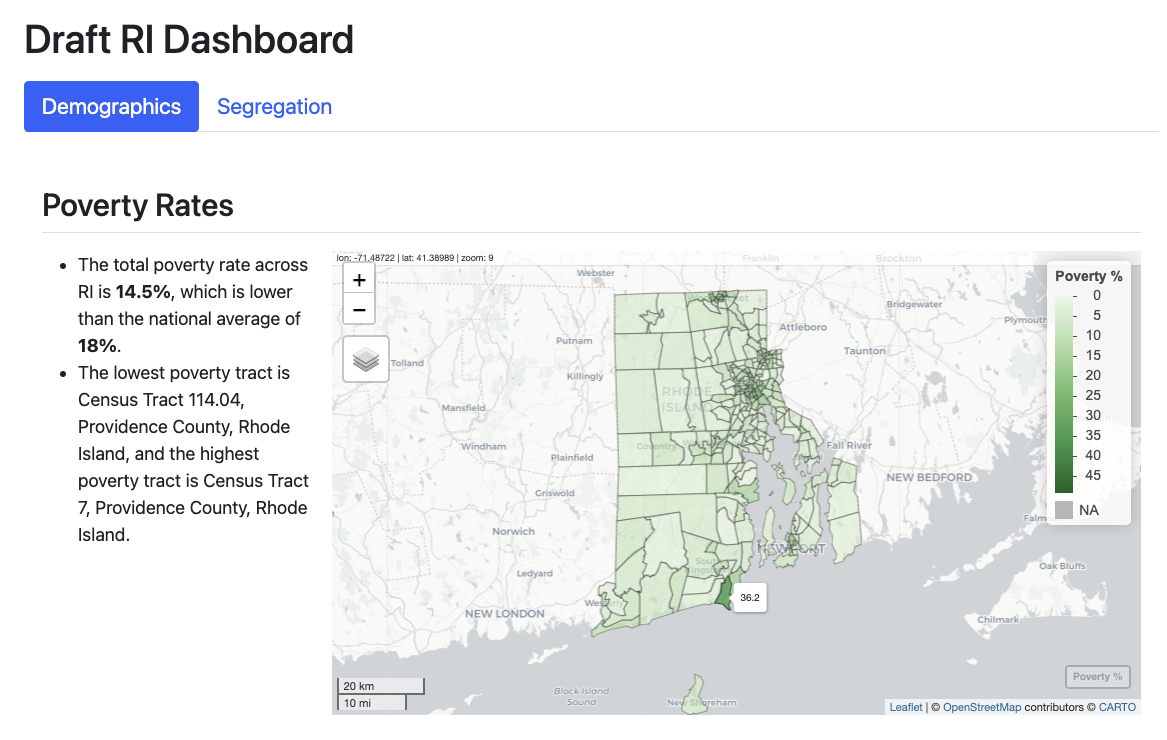 Draft RI Dashboard
Demographics
Segregation
Poverty Rates
The total poverty rate across
RI is 14.5%, which is lower
than the national average of
18%.
The lowest poverty tract is
Census Tract 114.04,
Providence County, Rhode
Island, and the highest
poverty tract is Census Tract
7, Providence County, Rhode
Island.
lon: -71.48722 | lat: 41.38989 | zoom: 9
+
−
Franklin
Brockton
Webster
Bridgewater
Plymouth
Attleboro
Putnam
Taunton
Tolland
Killingly
RHODE
ISLAND
Mansfield
Windham
Coventry
Fall River
Plainfield
NEW BEDFORD
Griswold
Norwich
NEWPORT
Falm
Ledyard
South
Kingstown
Oak Bluffs
Westerly
NEW LONDON
36.2
Chilmark
Block Island
Sound
New Shoreham
Poverty %
0
5
10
15
20
25
30
35
40
45
NA
20 km
10 mi
Poverty %
Leaflet | © OpenStreetMap contributors © CARTO